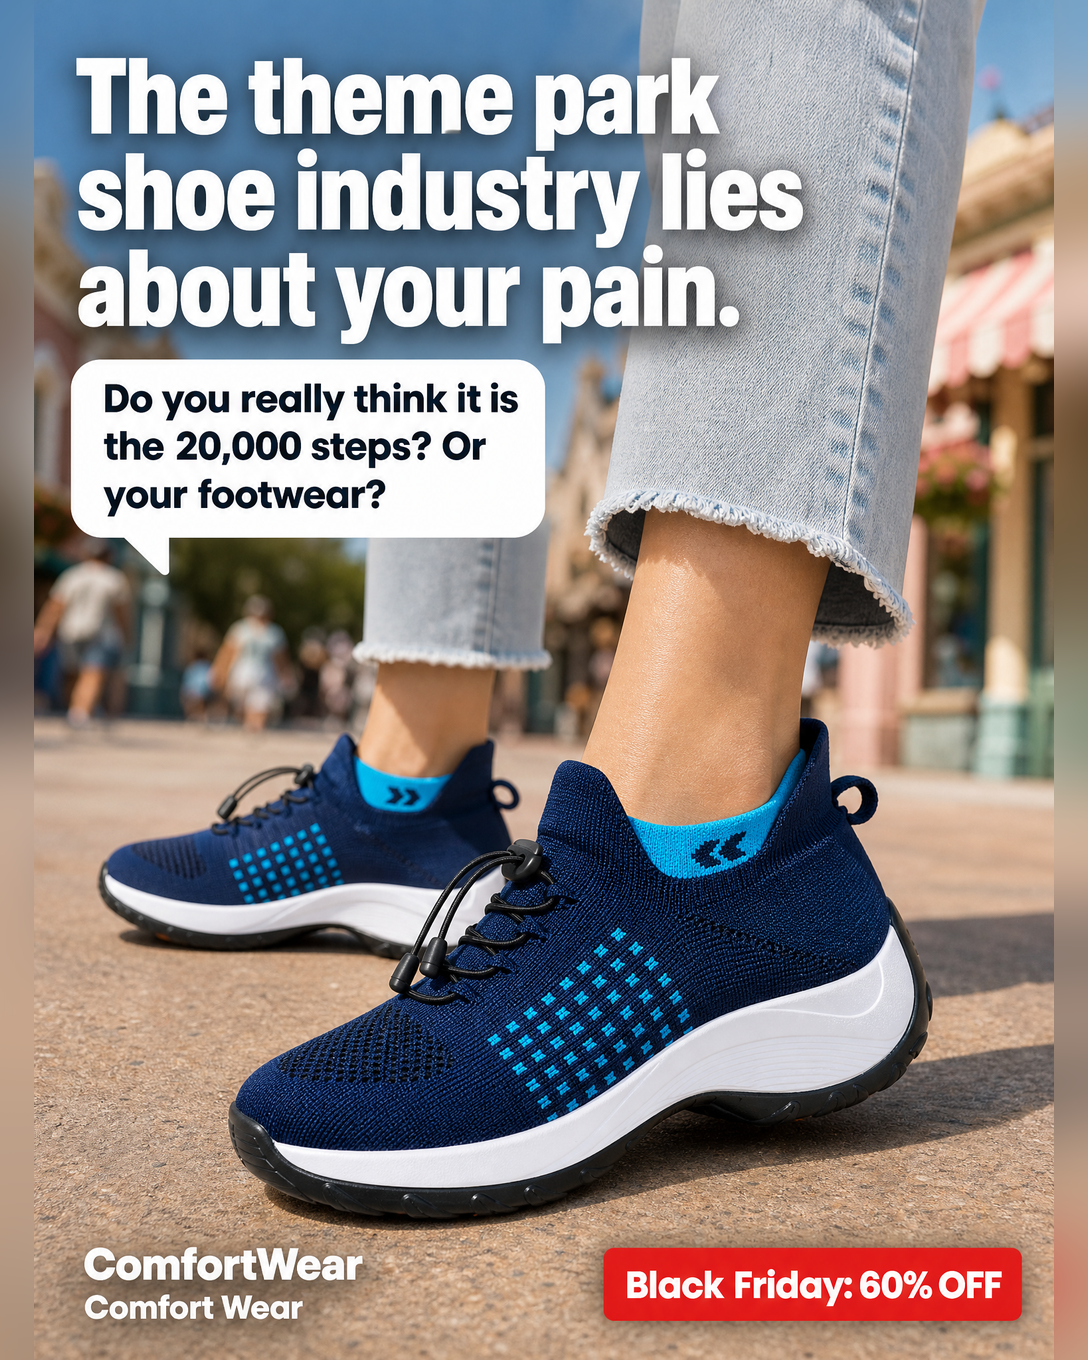 The theme park
shoe industry lies
about your pain.
Do you really think it is
the 20,000 steps? Or
your footwear?
ComfortWear
Comfort Wear
Black Friday: 60% OFF